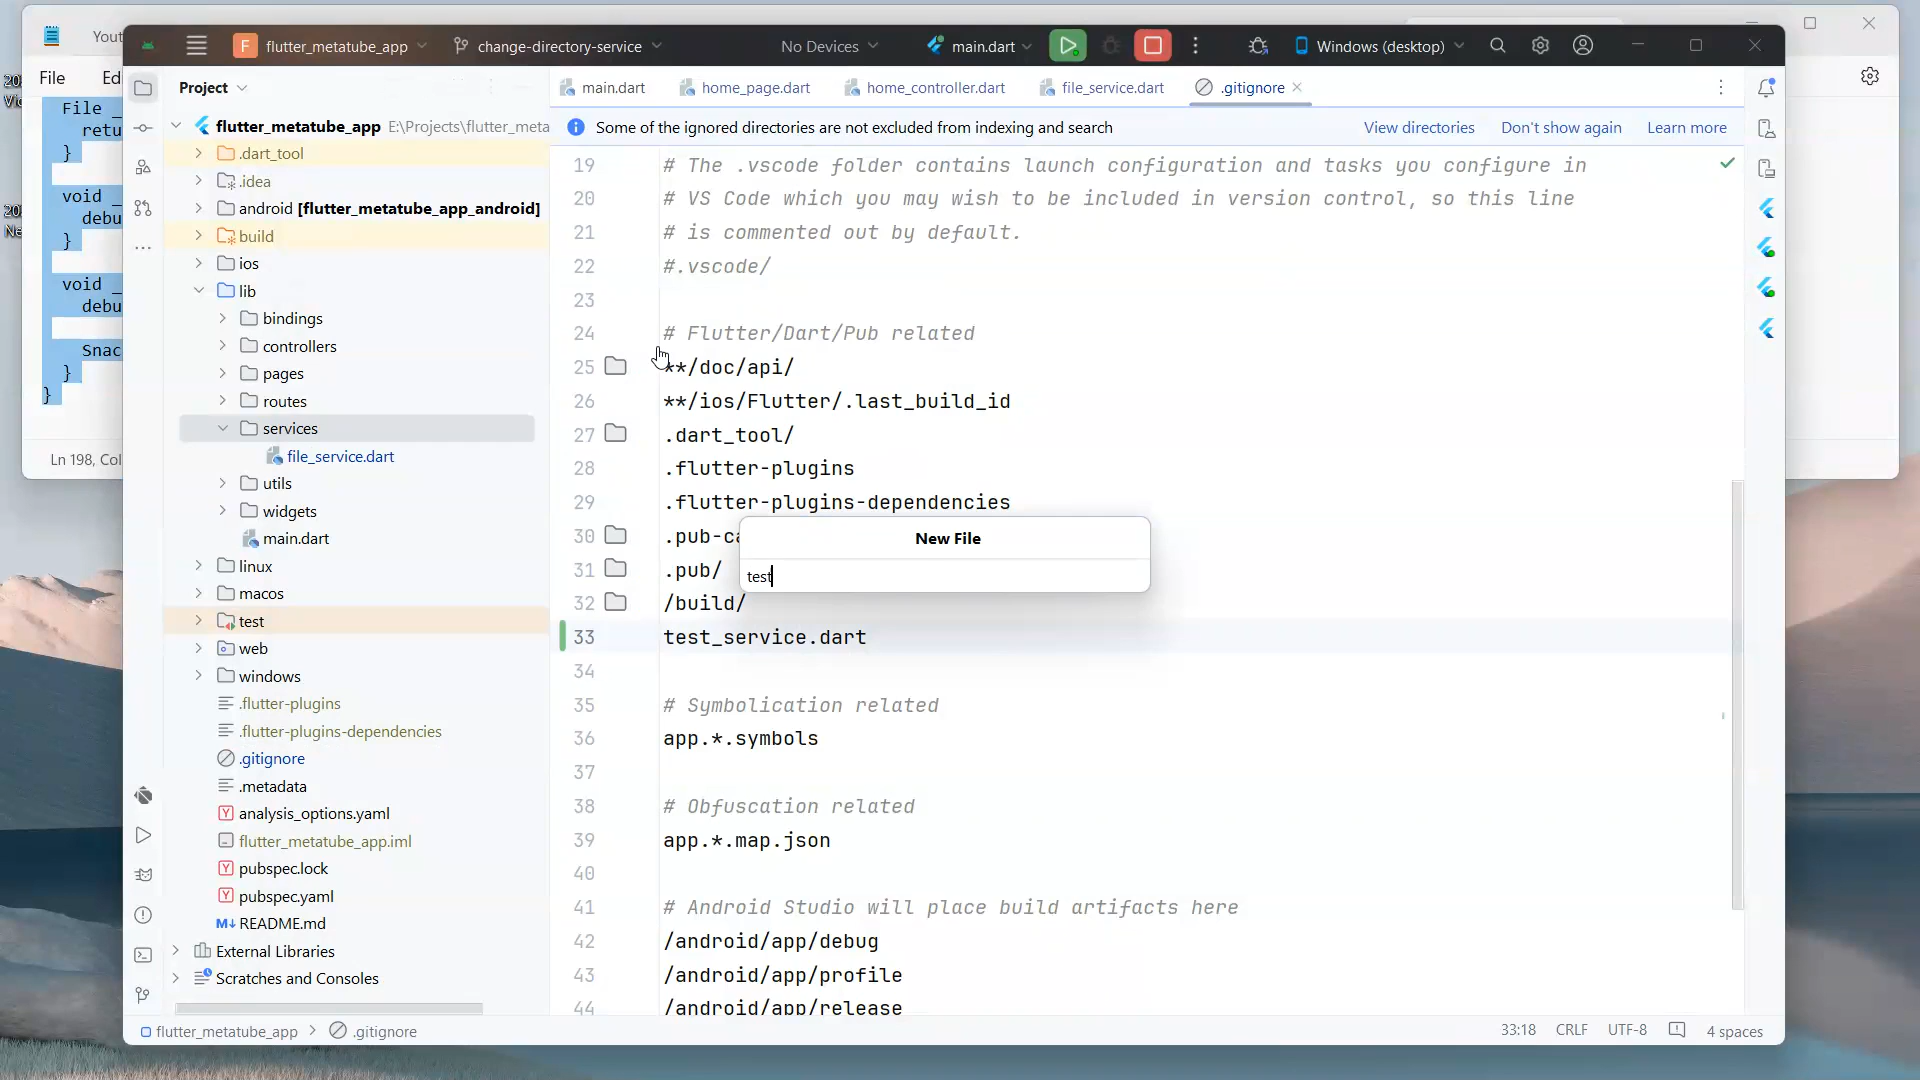 Yout
File Ed
File _
retu
}
void _
debu
}
void _
debu
Snac
}
}
Ln 198, Col
F flutter_metatube_app
change-directory-service
No Devices
main.dart
Windows (desktop)
Project
main.dart
home_page.dart
home_controller.dart
file_service.dart
.gitignore
Some of the ignored directories are not excluded from indexing and search
View directories
Don't show again
Learn more
flutter_metatube_app E:\Projects\flutter_meta
.dart_tool
.idea
android [flutter_metatube_app_android]
build
ios
lib
bindings
controllers
pages
routes
services
file_service.dart
utils
widgets
main.dart
linux
macos
test
web
windows
.flutter-plugins
.flutter-plugins-dependencies
.gitignore
.metadata
analysis_options.yaml
flutter_metatube_app.iml
pubspec.lock
pubspec.yaml
M↓ README.md
External Libraries
Scratches and Consoles
19 # The .vscode folder contains launch configuration and tasks you configure in
20 # VS Code which you may wish to be included in version control, so this line
21 # is commented out by default.
22 #.vscode/
23
24 # Flutter/Dart/Pub related
25 **/doc/api/
26 **/ios/Flutter/.last_build_id
27 .dart_tool/
28 .flutter-plugins
29 .flutter-plugins-dependencies
30 .pub-ca
31 .pub/
32 /build/
33 test_service.dart
34
35 # Symbolication related
36 app.*.symbols
37
38 # Obfuscation related
39 app.*.map.json
40
41 # Android Studio will place build artifacts here
42 /android/app/debug
43 /android/app/profile
44 /android/app/release
New File
test
flutter_metatube_app > .gitignore
33:18 CRLF UTF-8 4 spaces